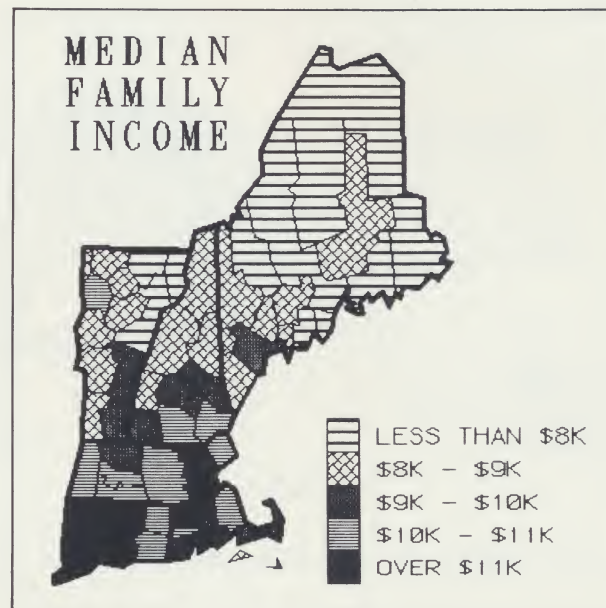 MEDIAN
FAMILY
INCOME
LESS THAN $8K
$8K - $9K
$9K - $10K
$10K - $11K
OVER $11K